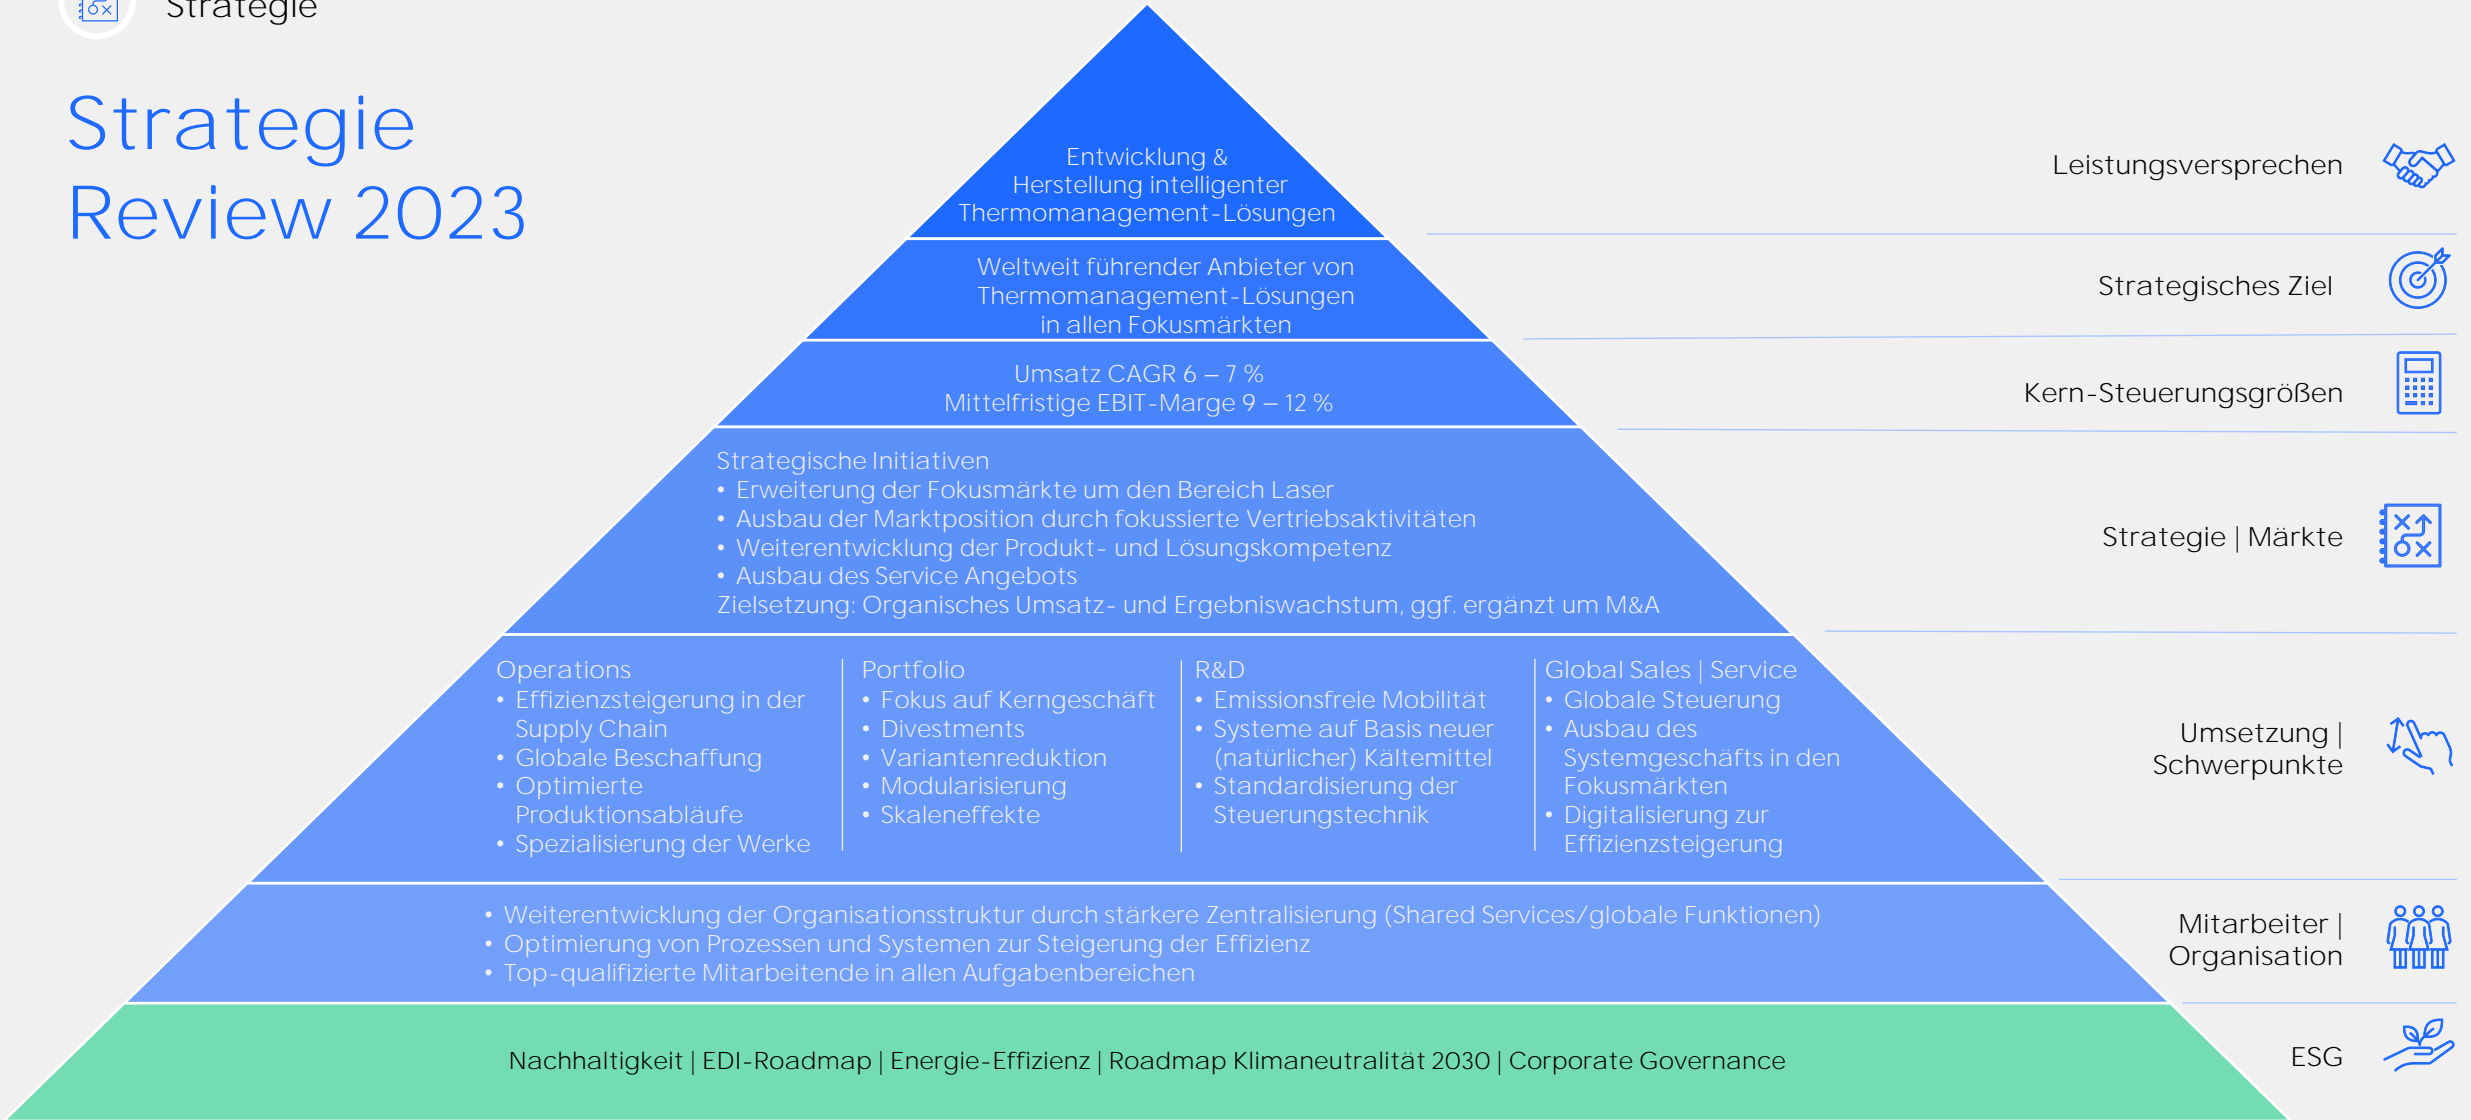 Strategie
Strategie
Review 2023
Entwicklung &
Herstellung intelligenter
Thermomanagement-Lösungen
Leistungsversprechen
Weltweit führender Anbieter von
Thermomanagement-Lösungen
in allen Fokusmärkten
Strategisches Ziel
Umsatz CAGR 6 – 7 %
Mittelfristige EBIT-Marge 9 – 12 %
Kern-Steuerungsgrößen
Strategische Initiativen
• Erweiterung der Fokusmärkte um den Bereich Laser
• Ausbau der Marktposition durch fokussierte Vertriebsaktivitäten
• Weiterentwicklung der Produkt- und Lösungskompetenz
• Ausbau des Service Angebots
Zielsetzung: Organisches Umsatz- und Ergebniswachstum, ggf. ergänzt um M&A
Strategie | Märkte
Operations
• Effizienzsteigerung in der
Supply Chain
• Globale Beschaffung
• Optimierte
Produktionsabläufe
• Spezialisierung der Werke
Portfolio
• Fokus auf Kerngeschäft
• Divestments
• Variantenreduktion
• Modularisierung
• Skaleneffekte
R&D
• Emissionsfreie Mobilität
• Systeme auf Basis neuer
(natürlicher) Kältemittel
• Standardisierung der
Steuerungstechnik
Global Sales | Service
• Globale Steuerung
• Ausbau des
Systemgeschäfts in den
Fokusmärkten
• Digitalisierung zur
Effizienzsteigerung
Umsetzung |
Schwerpunkte
• Weiterentwicklung der Organisationsstruktur durch stärkere Zentralisierung (Shared Services/globale Funktionen)
• Optimierung von Prozessen und Systemen zur Steigerung der Effizienz
• Top-qualifizierte Mitarbeitende in allen Aufgabenbereichen
Mitarbeiter |
Organisation
Nachhaltigkeit | EDI-Roadmap | Energie-Effizienz | Roadmap Klimaneutralität 2030 | Corporate Governance
ESG